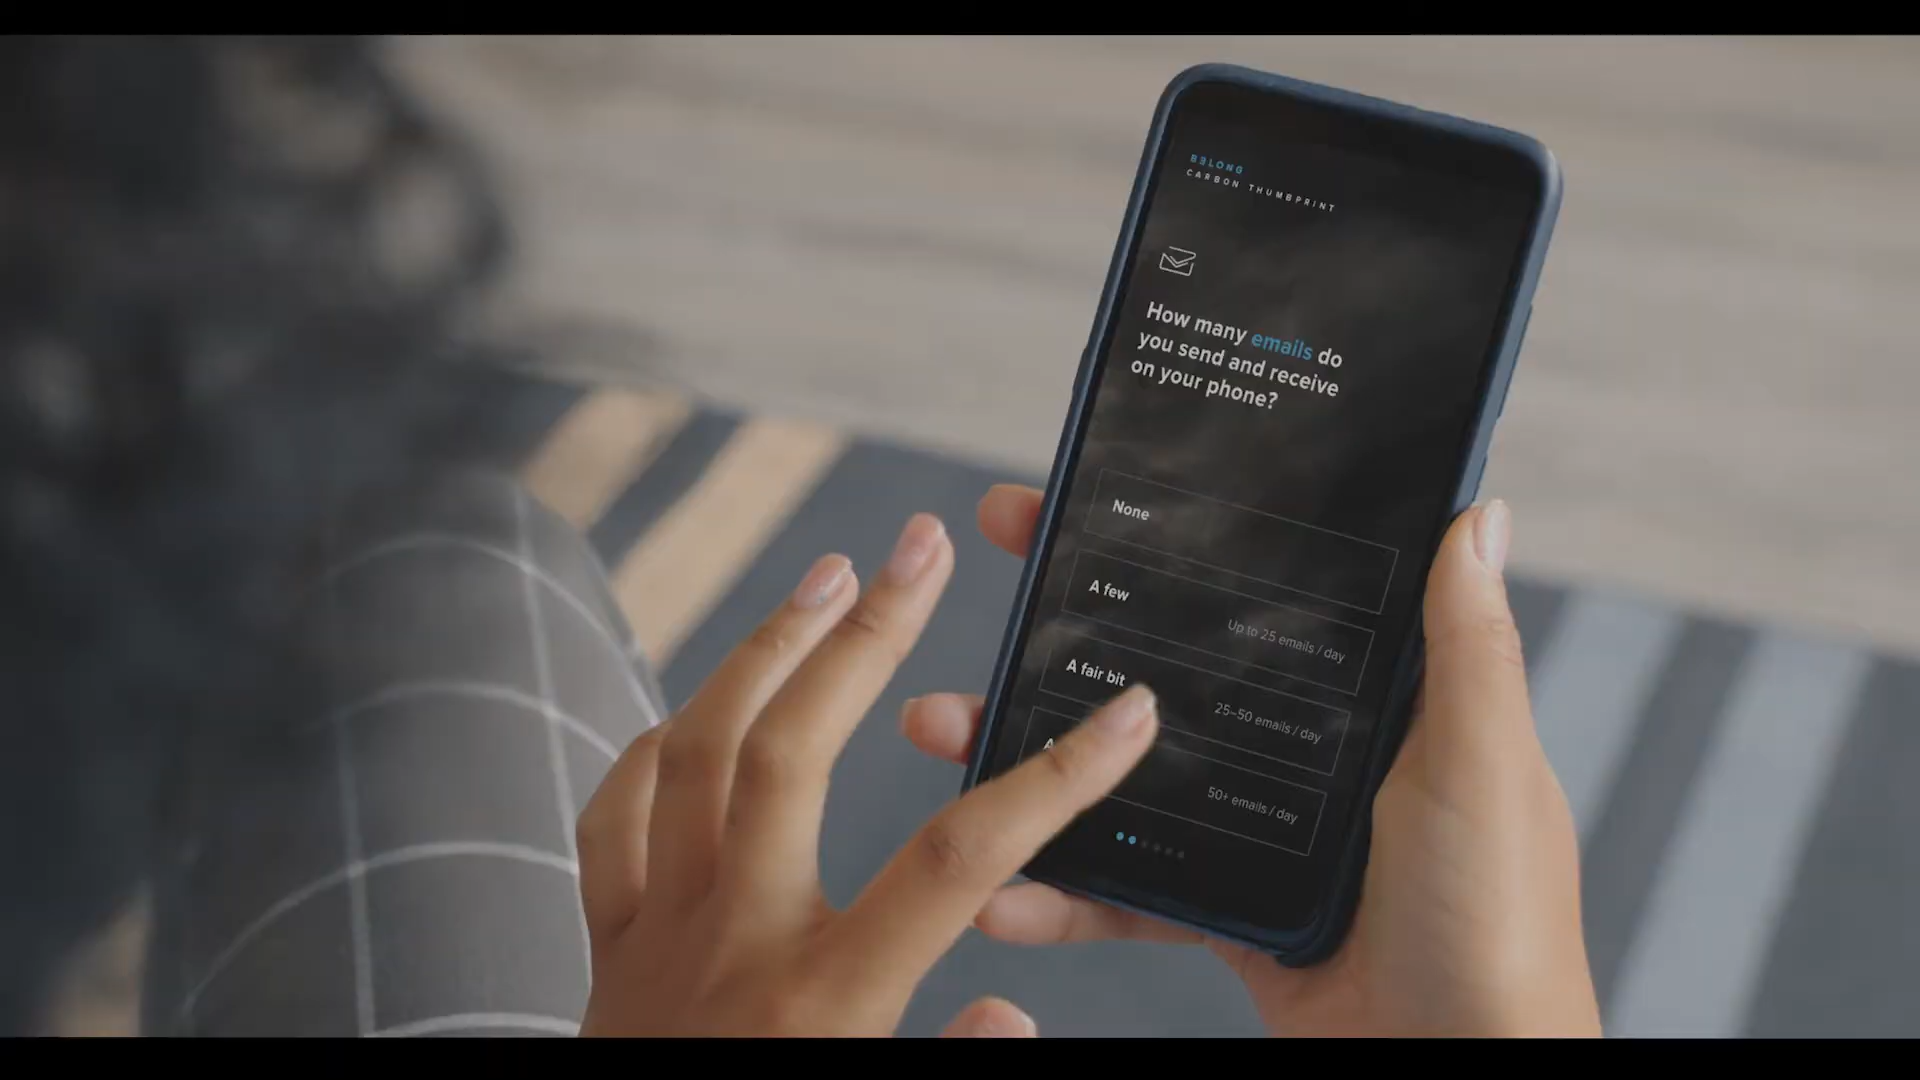 BELONG
CARBON THUMBPRINT
How many emails do
you send and receive
on your phone?
None
A few
Up to 25 emails / day
A fair bit
25–50 emails / day
50+ emails / day